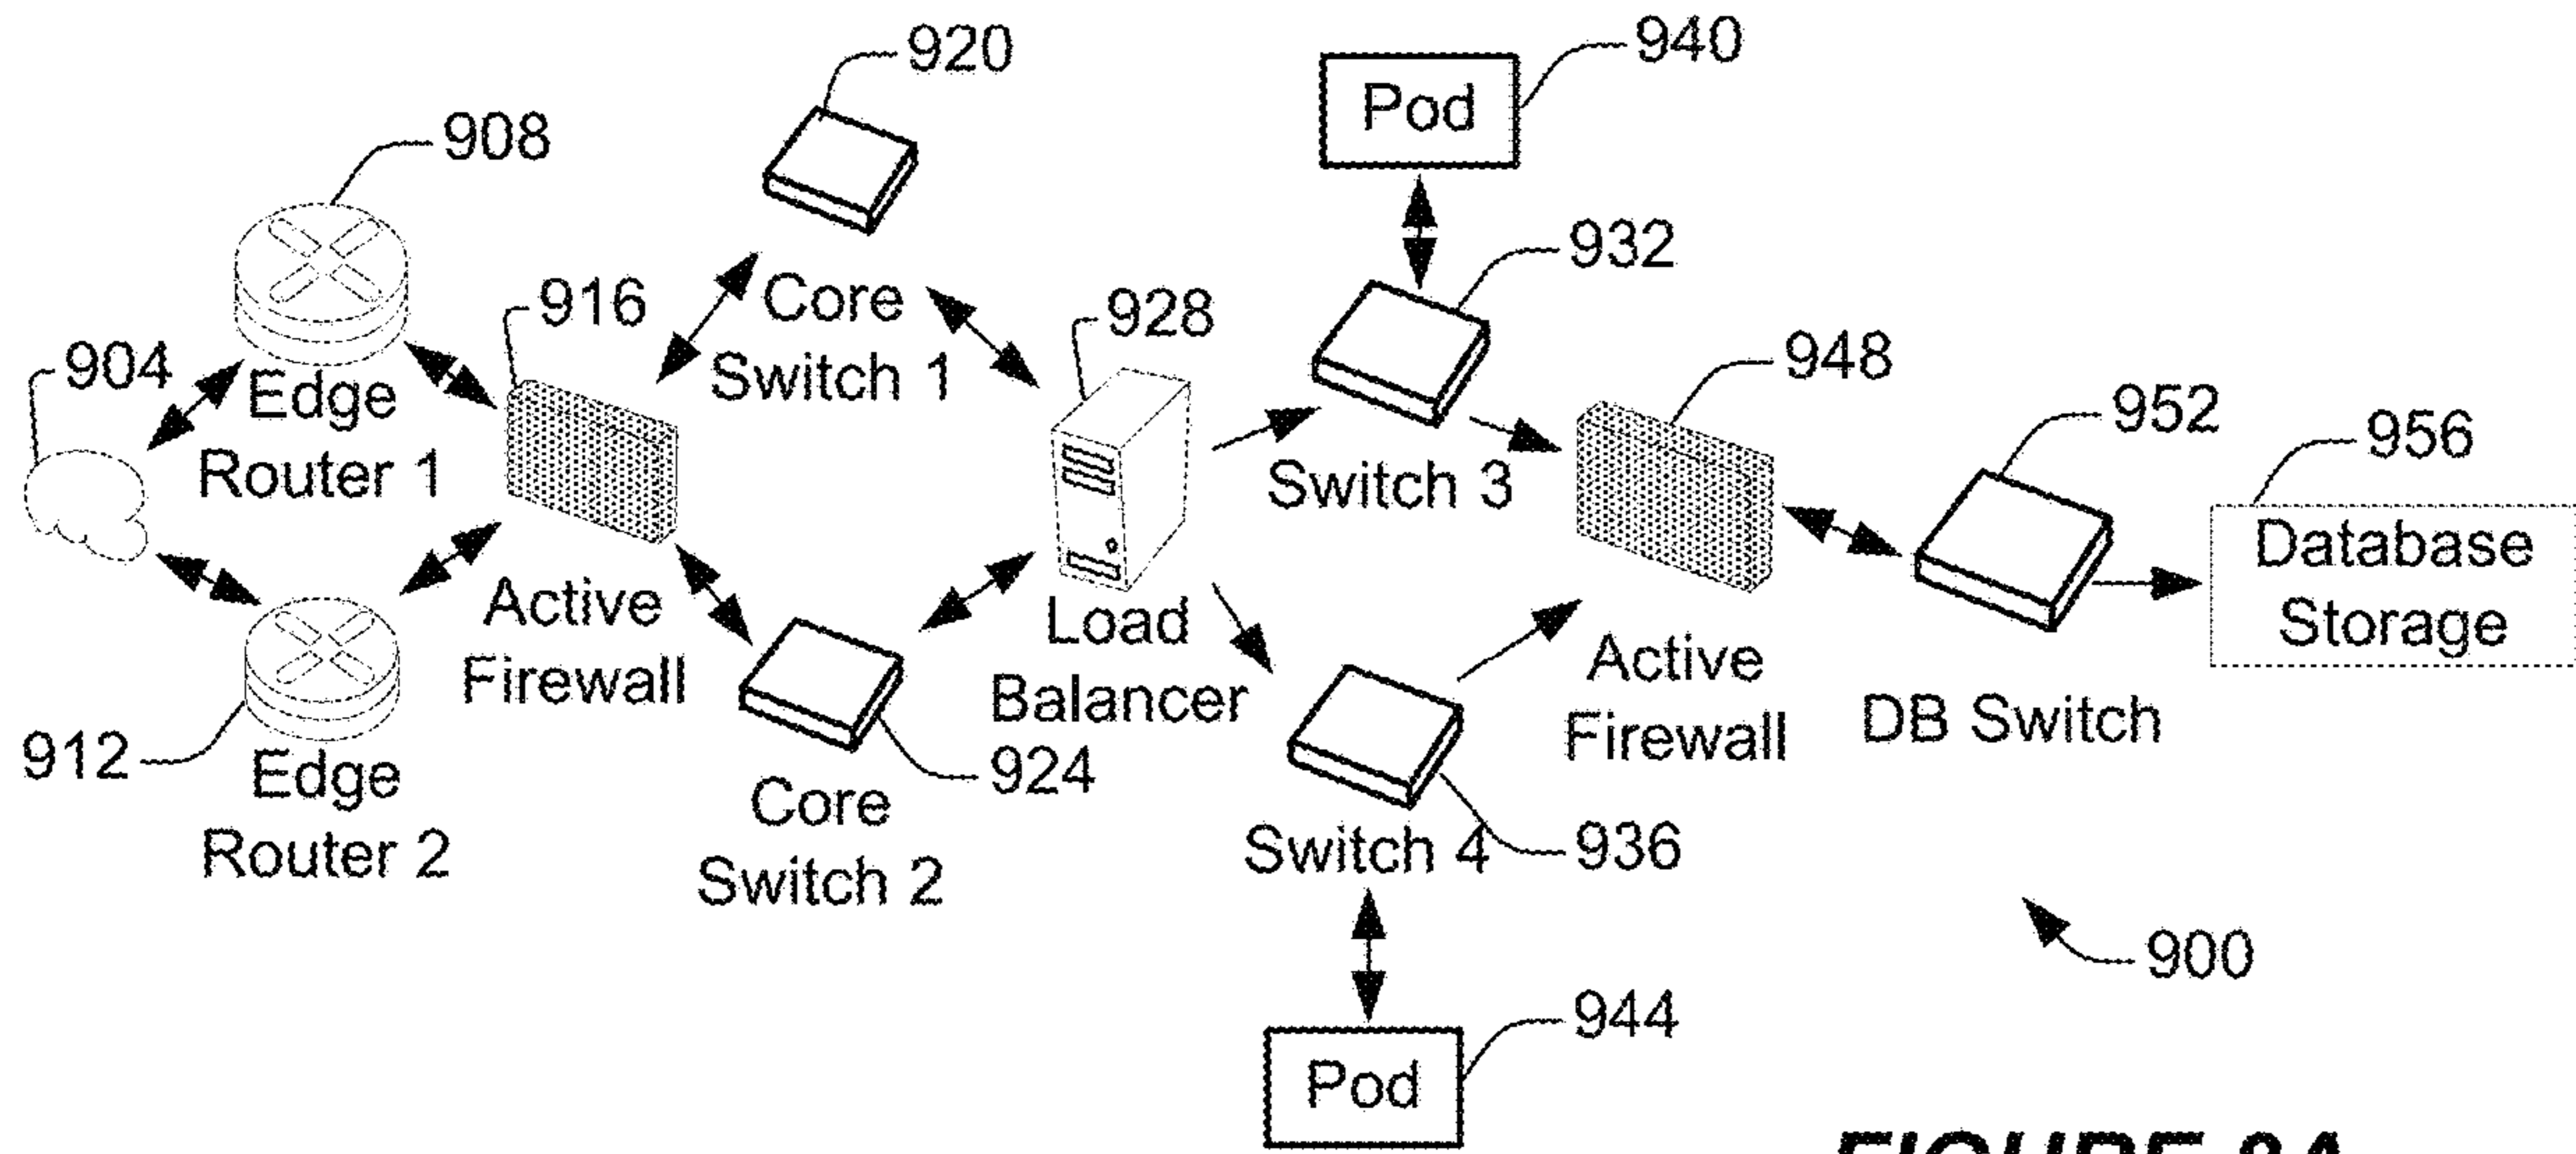 920
940
Pod
908
932
916
Core
Switch 1
928
948
904
Edge
Router 1
Switch 3
952
956
Database
Storage
Active
Firewall
Load
Balancer
Active
Firewall
DB Switch
912
Edge
Router 2
924
Core
Switch 2
Switch 4
936
900
944
Pod